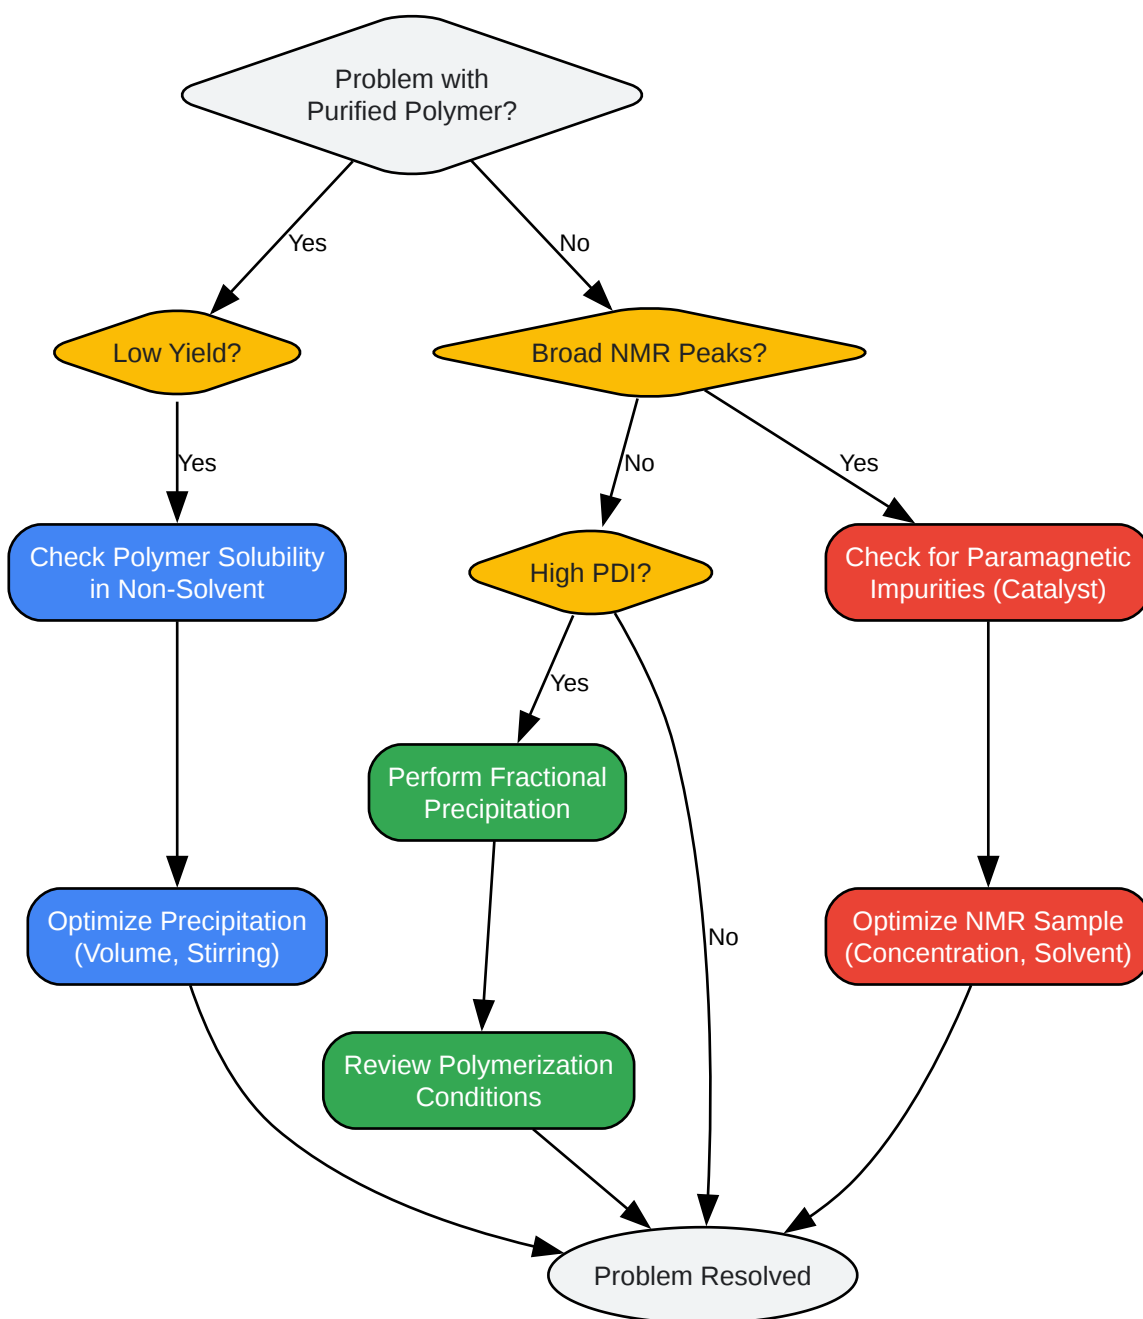 Problem with
Purified Polymer?
Yes
No
Low Yield?
Broad NMR Peaks?
Yes
No
Yes
Check Polymer Solubility
in Non-Solvent
High PDI?
Check for Paramagnetic
Impurities (Catalyst)
Yes
Perform Fractional
Precipitation
Optimize Precipitation
(Volume, Stirring)
No
Optimize NMR Sample
(Concentration, Solvent)
Review Polymerization
Conditions
Problem Resolved